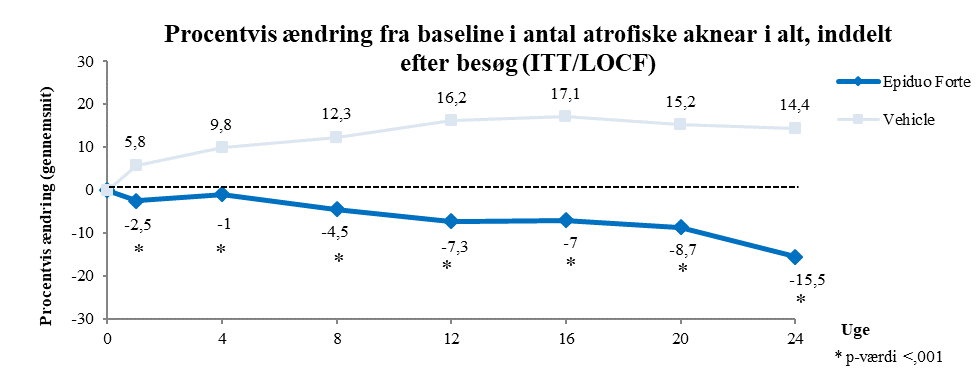 Procentvis ændring fra baseline i antal atrofiske aknear i alt, inddelt
efter besøg (ITT/LOCF)
Procentvis ændring (gennemsnit)
30
20
10
0
-10
-20
-30
5,8
9,8
12,3
16,2
17,1
15,2
14,4
-2,5
-1
-4,5
-7,3
-7
-8,7
-15,5
* * * * * * *
0 4 8 12 16 20 24
Epiduo Forte
Vehicle
Uge
* p-værdi <,001